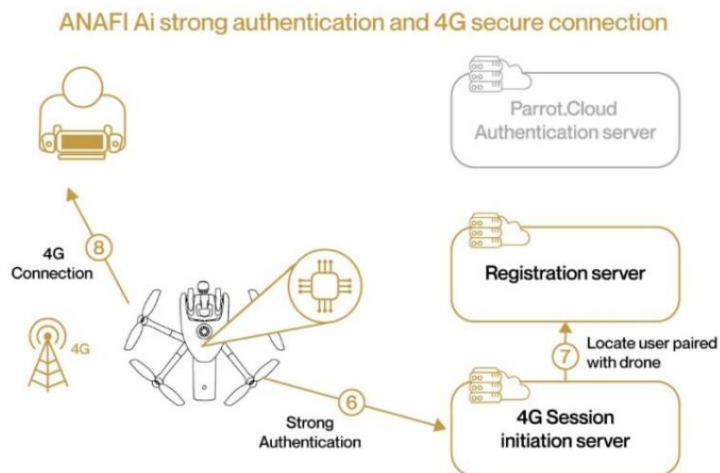 ANAFI Ai strong authentication and 4G secure connection
Parrot.Cloud
Authentication server
8
4G
Connection
Registration server
4G
7
Locate user paired
with drone
6
Strong
Authentication
4G Session
initiation server